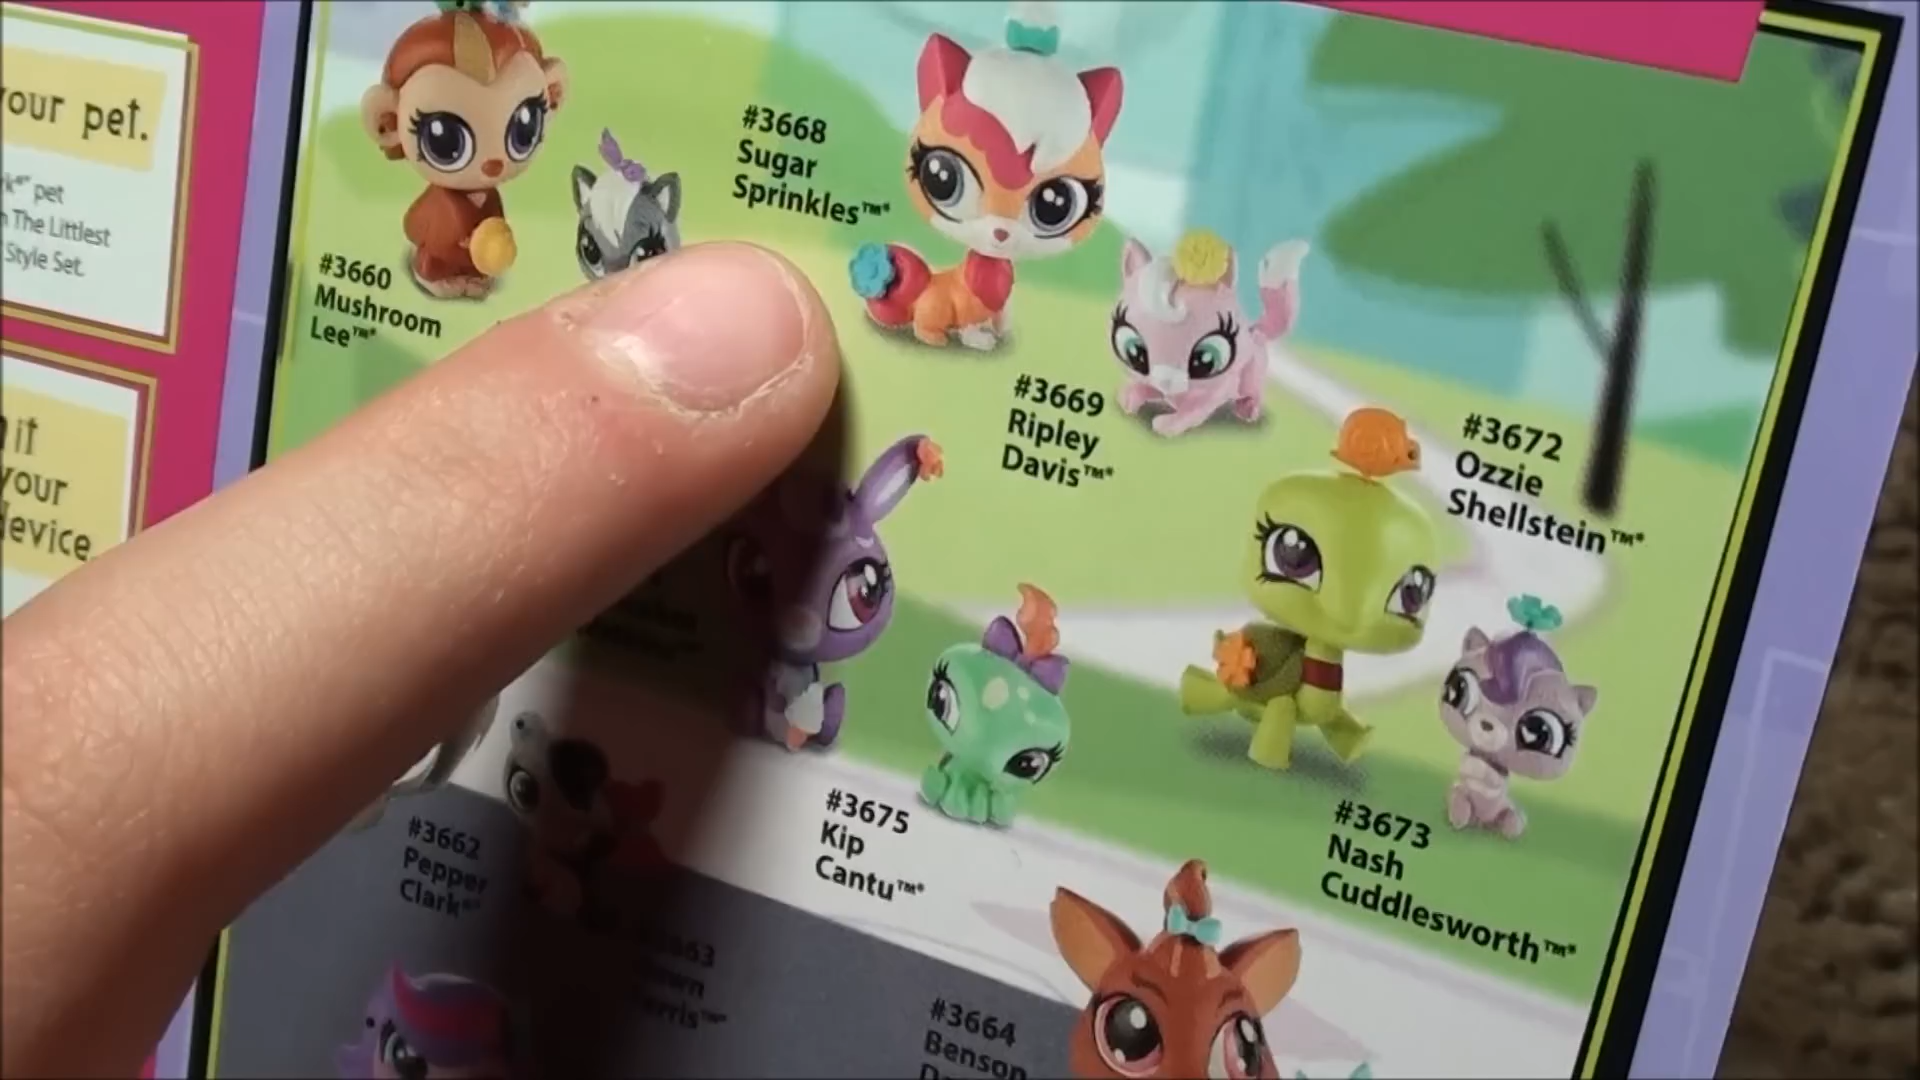 your pet.
pet
The Littlest
Style Set.
it
your
device
#3660
Mushroom
Lee™*
#3668
Sugar
Sprinkles™*
#3669
Ripley
Davis™*
#3672
Ozzie
Shellstein™*
#3675
Kip
Cantu™*
#3673
Nash
Cuddlesworth™*
#3662
Pepper
Clark™*
#3664
Benson